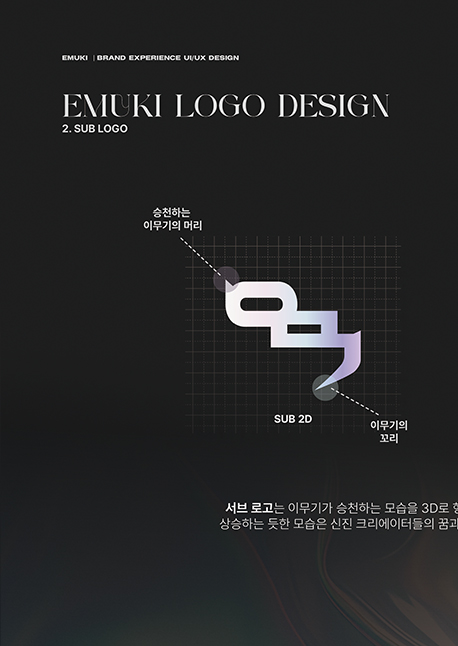 EMUKI | BRAND EXPERIENCE UI/UX DESIGN
EMUKI LOGO DESIGN
2. SUB LOGO
승천하는
이무기의 머리
SUB 2D
이무기의
꼬리
서브 로고는 이무기가 승천하는 모습을 3D로
상승하는 듯한 모습은 신진 크리에이터들의 꿈과